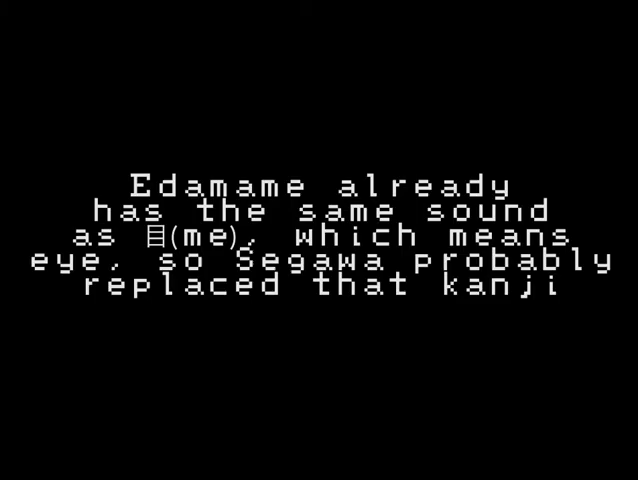 Edamame already
has the same sound
as 目(me), which means
eye, so Segawa probably
replaced that kanji